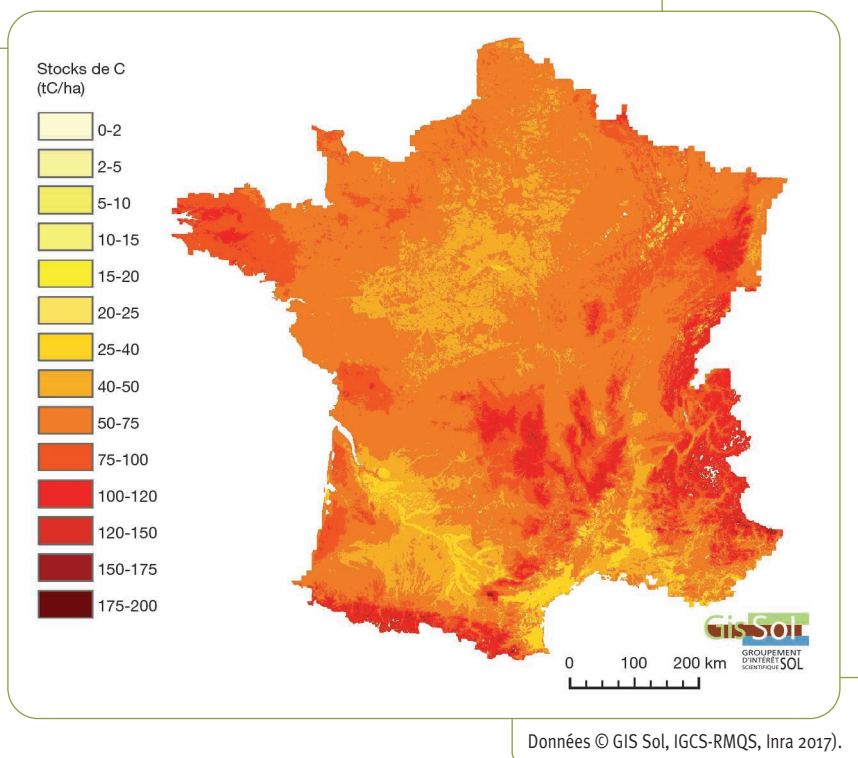 Stocks de C
(tC/ha)
0-2
2-5
5-10
10-15
15-20
20-25
25-40
40-50
50-75
75-100
100-120
120-150
150-175
175-200
GisSol
GROUPEMENT
D'INTÉRÊT
SCIENTIFIQUE SOL
0 100 200 km
Données © GIS Sol, IGCS-RMQS, Inra 2017).